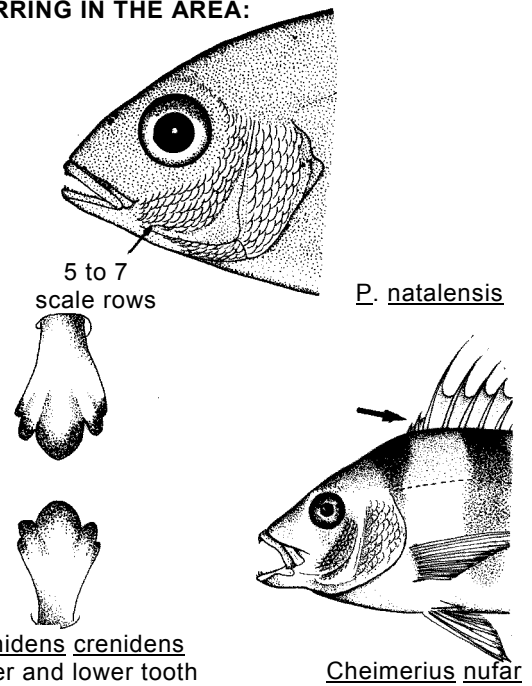 RRING IN THE AREA:
5 to 7
scale rows
P. natalensis
nidens crenidens
er and lower tooth
Cheimerius nufar